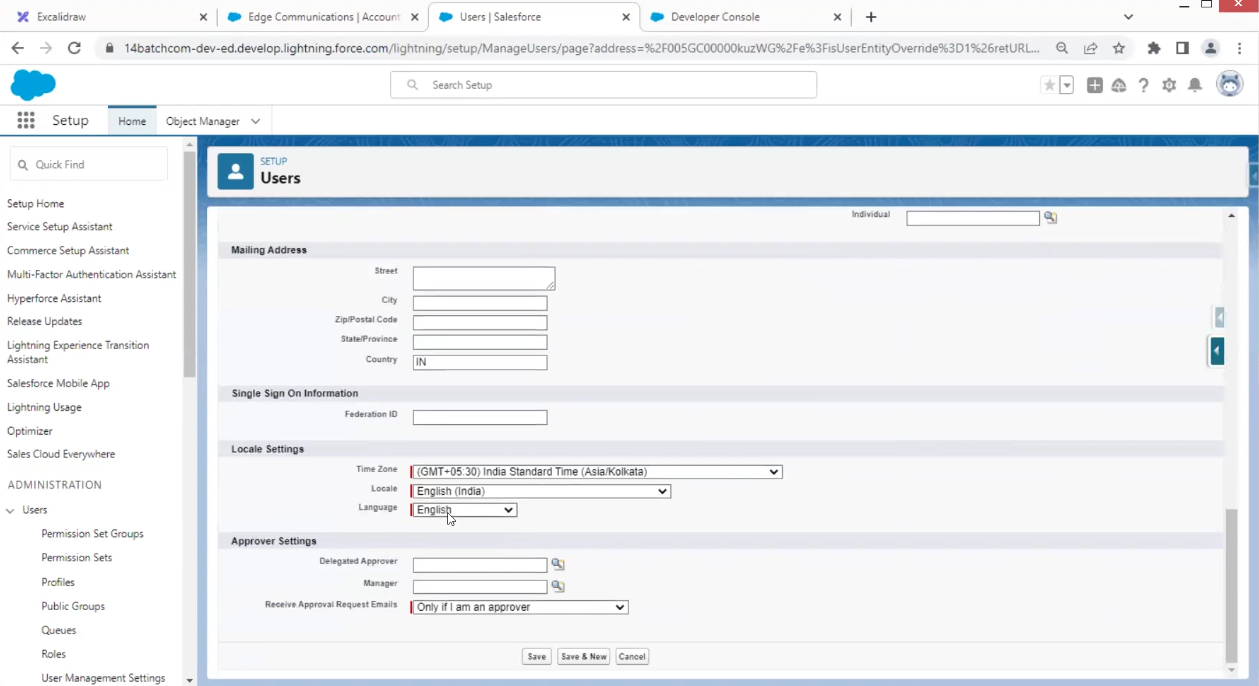 Excalidraw
Edge Communications | Account
Users | Salesforce
Developer Console
14batchcom-dev-ed.develop.lightning.force.com/lightning/setup/ManageUsers/page?address=%2F005GC00000kuzWG%2Fe%3FisUserEntityOverride%3D1%26retURL...
Search Setup
Setup
Home
Object Manager
Quick Find
Setup Home
Service Setup Assistant
Commerce Setup Assistant
Multi-Factor Authentication Assistant
Hyperforce Assistant
Release Updates
Lightning Experience Transition
Assistant
Salesforce Mobile App
Lightning Usage
Optimizer
Sales Cloud Everywhere
ADMINISTRATION
Users
Permission Set Groups
Permission Sets
Profiles
Public Groups
Queues
Roles
User Management Settings
SETUP
Users
Individual
Mailing Address
Street
City
Zip/Postal Code
State/Province
Country IN
Single Sign On Information
Federation ID
Locale Settings
Time Zone (GMT+05:30) India Standard Time (Asia/Kolkata)
Locale English (India)
Language English
Approver Settings
Delegated Approver
Manager
Receive Approval Request Emails Only if I am an approver
Save Save & New Cancel